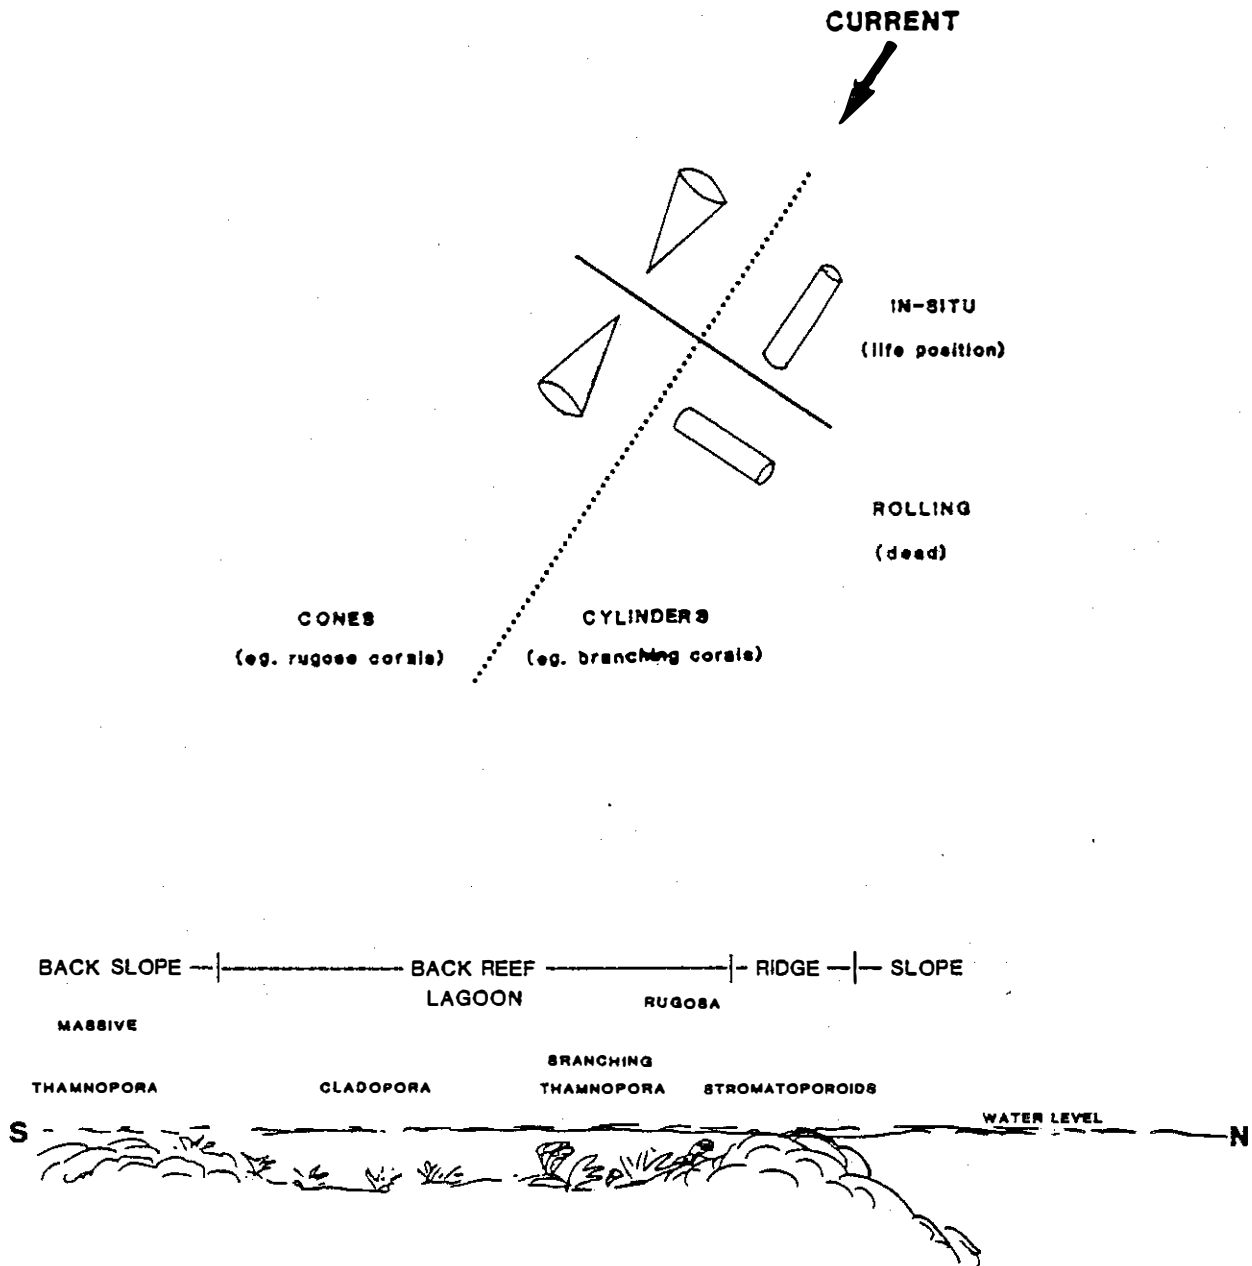 CURRENT
IN-SITU
(life position)
ROLLING
(dead)
CONES
(eg. rugose corals)
CYLINDERS
(eg. branching corals)
BACK SLOPE
BACK REEF
LAGOON
RIDGE
SLOPE
RUGOSA
MASSIVE
THAMNOPORA
CLADOPORA
BRANCHING
THAMNOPORA
STROMATOPOROIDS
WATER LEVEL
S
N